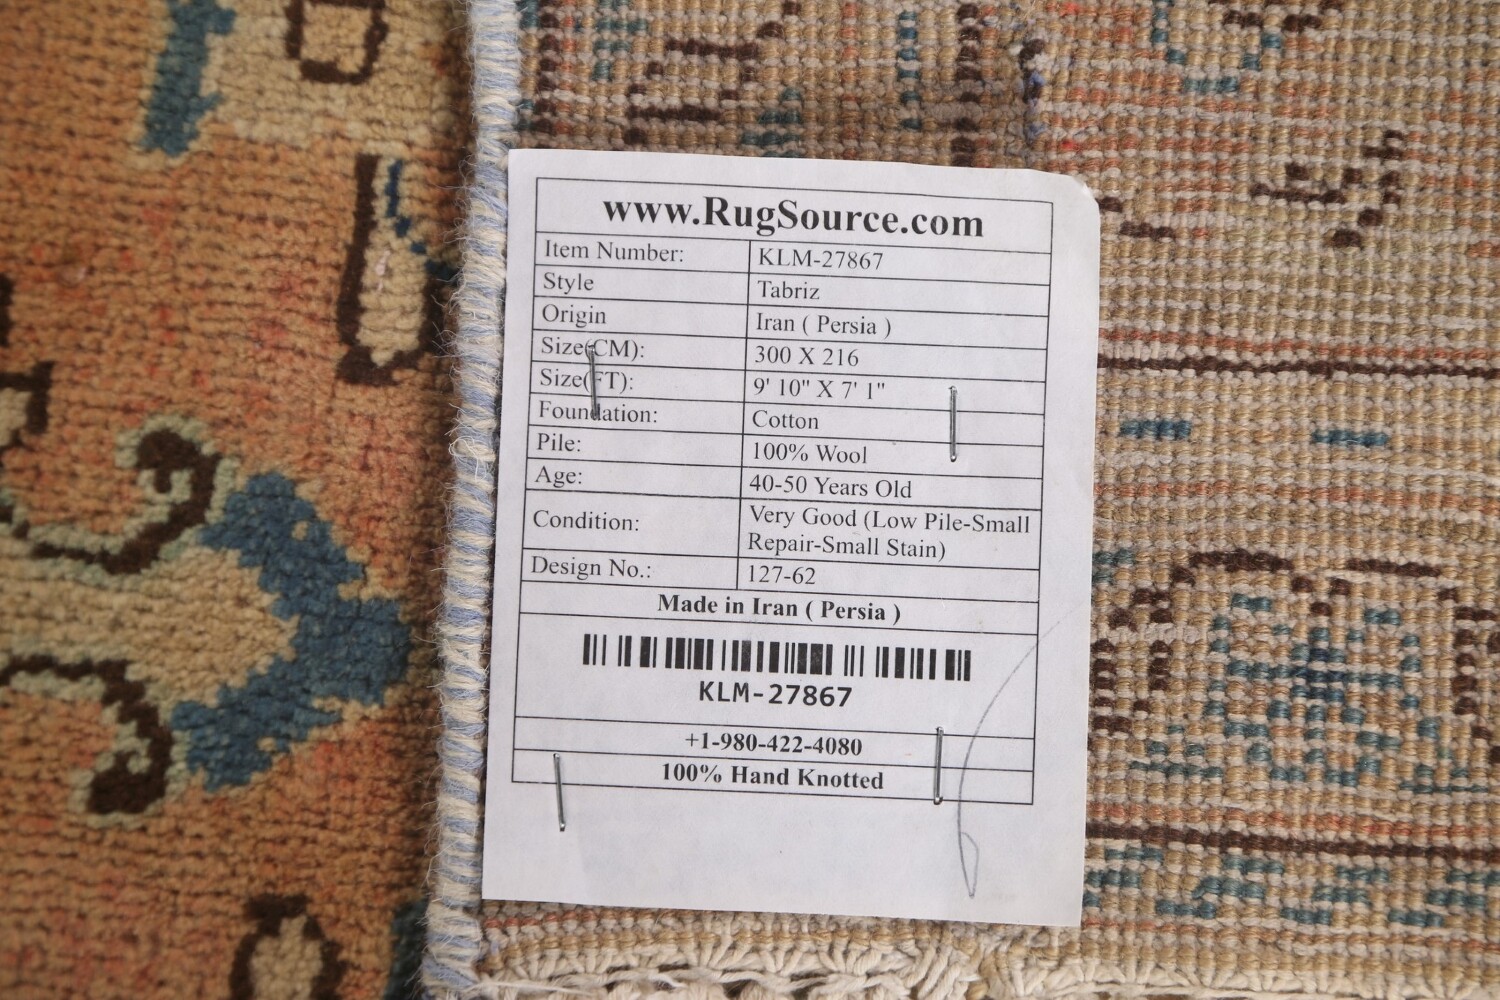 www.RugSource.com
Item Number: KLM-27867
Style Tabriz
Origin Iran ( Persia )
Size(CM): 300 X 216
Size(FT): 9' 10" X 7' 1"
Foundation: Cotton
Pile: 100% Wool
Age: 40-50 Years Old
Condition: Very Good (Low Pile-Small
Repair-Small Stain)
Design No.: 127-62
Made in Iran ( Persia )
KLM-27867
+1-980-422-4080
100% Hand Knotted